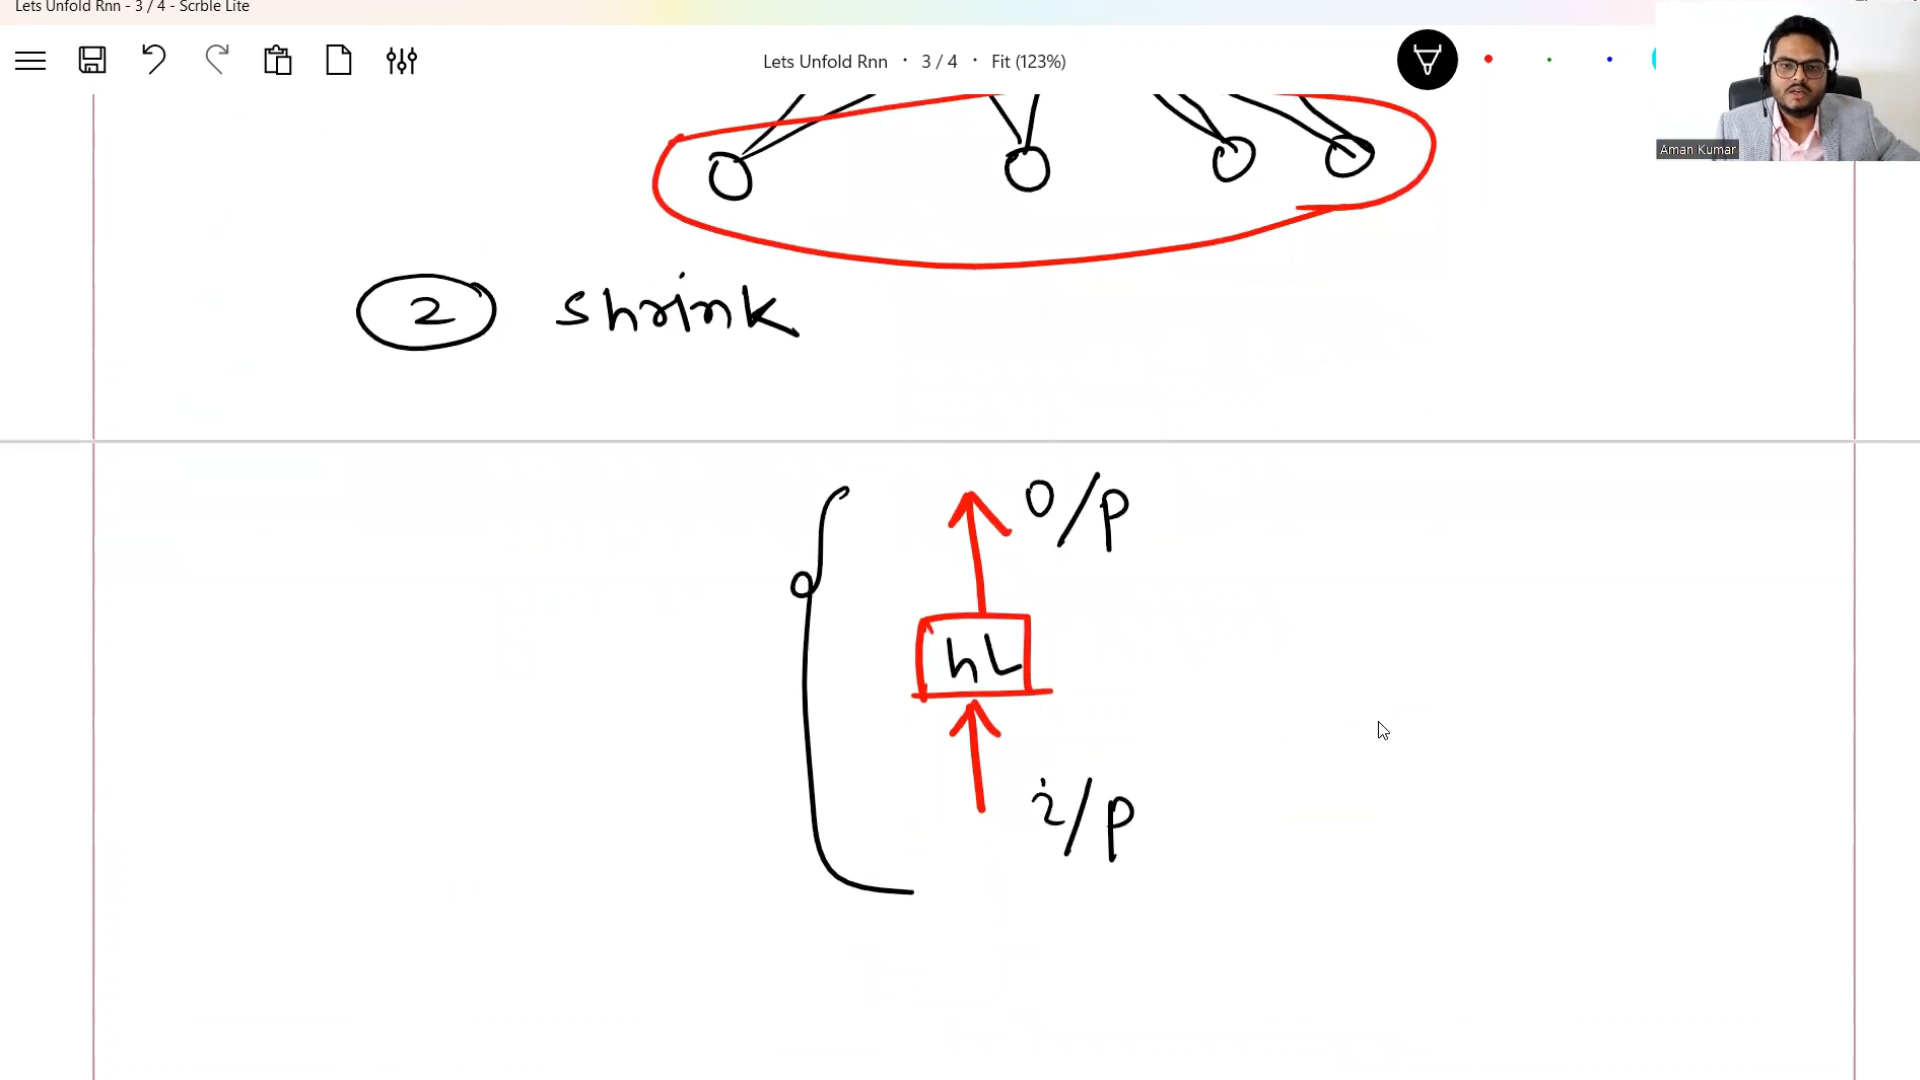 Lets Unfold Rnn - 3 / 4 - Scrble Lite
Lets Unfold Rnn · 3 / 4 · Fit (123%)
Aman Kumar
2 shrink
O/p
hL
i/p